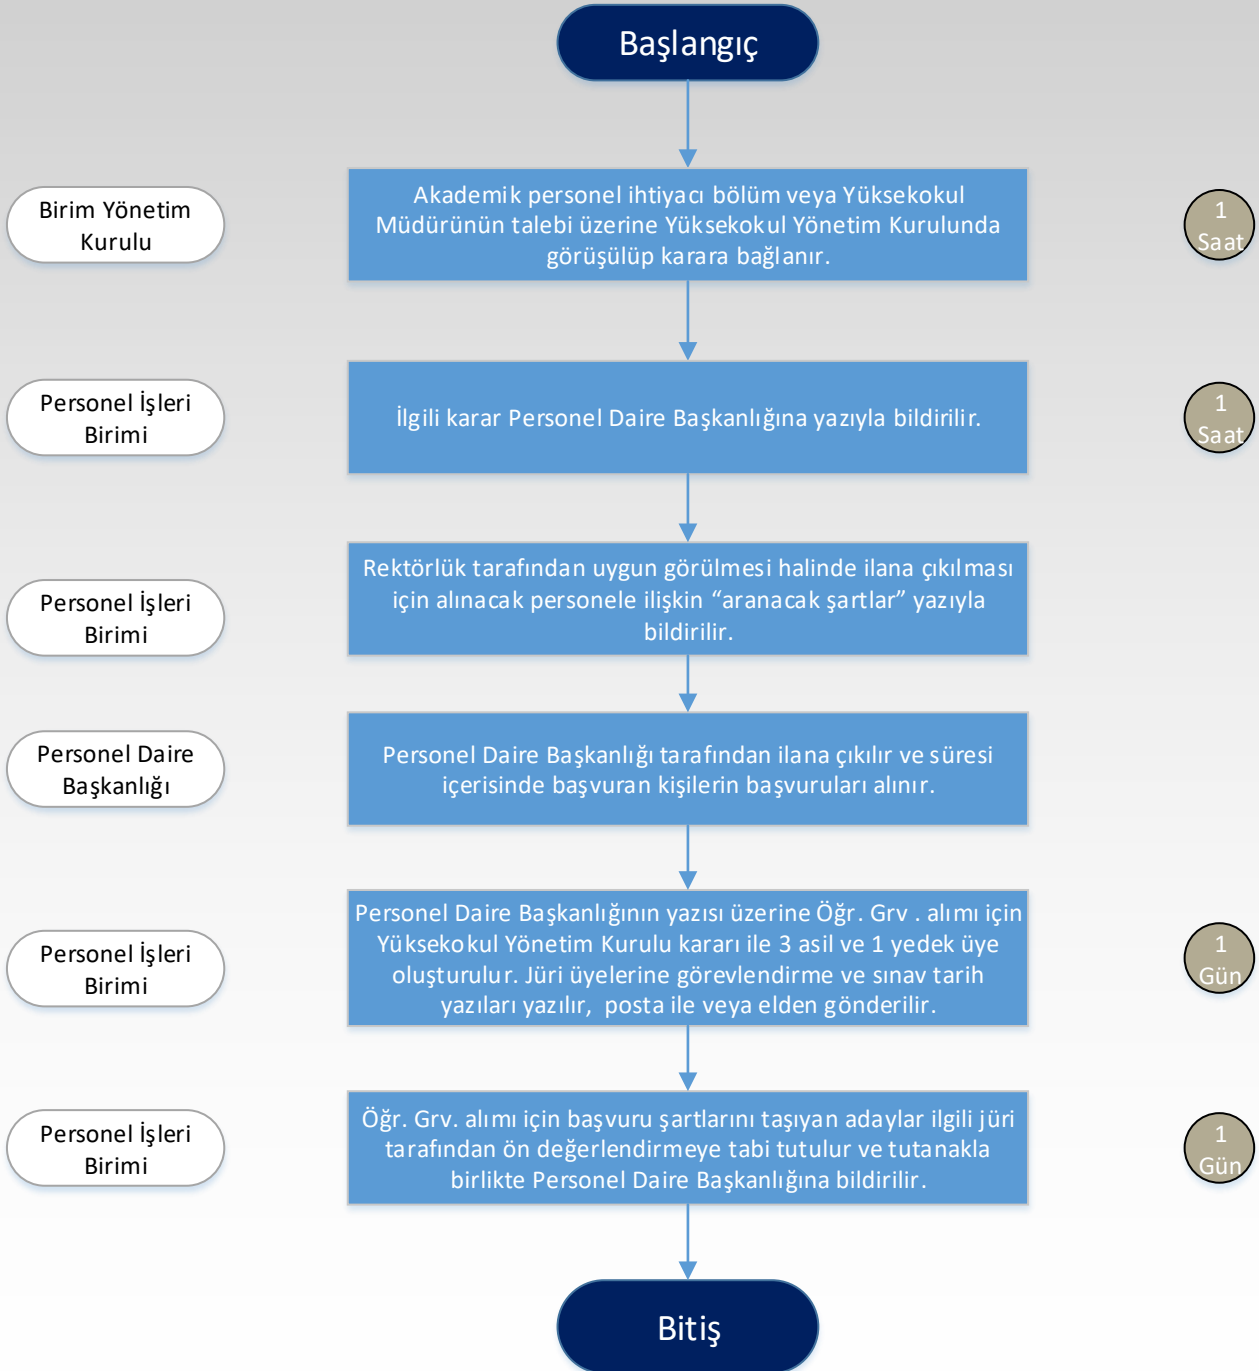 Başlangıç
Birim Yönetim
Kurulu
Akademik personel ihtiyacı bölüm veya Yüksekokul
Müdürünün talebi üzerine Yüksekokul Yönetim Kurulunda
görüşülüp karara bağlanır.
1
Saat
Personel İşleri
Birimi
İlgili karar Personel Daire Başkanlığına yazıyla bildirilir.
1
Saat
Personel İşleri
Birimi
Rektörlük tarafından uygun görülmesi halinde ilana çıkılması
için alınacak personele ilişkin “aranacak şartlar” yazıyla
bildirilir.
Personel Daire
Başkanlığı
Personel Daire Başkanlığı tarafından ilana çıkılır ve süresi
içerisinde başvuran kişilerin başvuruları alınır.
Personel İşleri
Birimi
Personel Daire Başkanlığının yazısı üzerine Öğr. Grv . alımı için
Yüksekokul Yönetim Kurulu kararı ile 3 asil ve 1 yedek üye
oluşturulur. Jüri üyelerine görevlendirme ve sınav tarih
yazıları yazılır, posta ile veya elden gönderilir.
1
Gün
Personel İşleri
Birimi
Öğr. Grv. alımı için başvuru şartlarını taşıyan adaylar ilgili jüri
tarafından ön değerlendirmeye tabi tutulur ve tutanakla
birlikte Personel Daire Başkanlığına bildirilir.
1
Gün
Bitiş